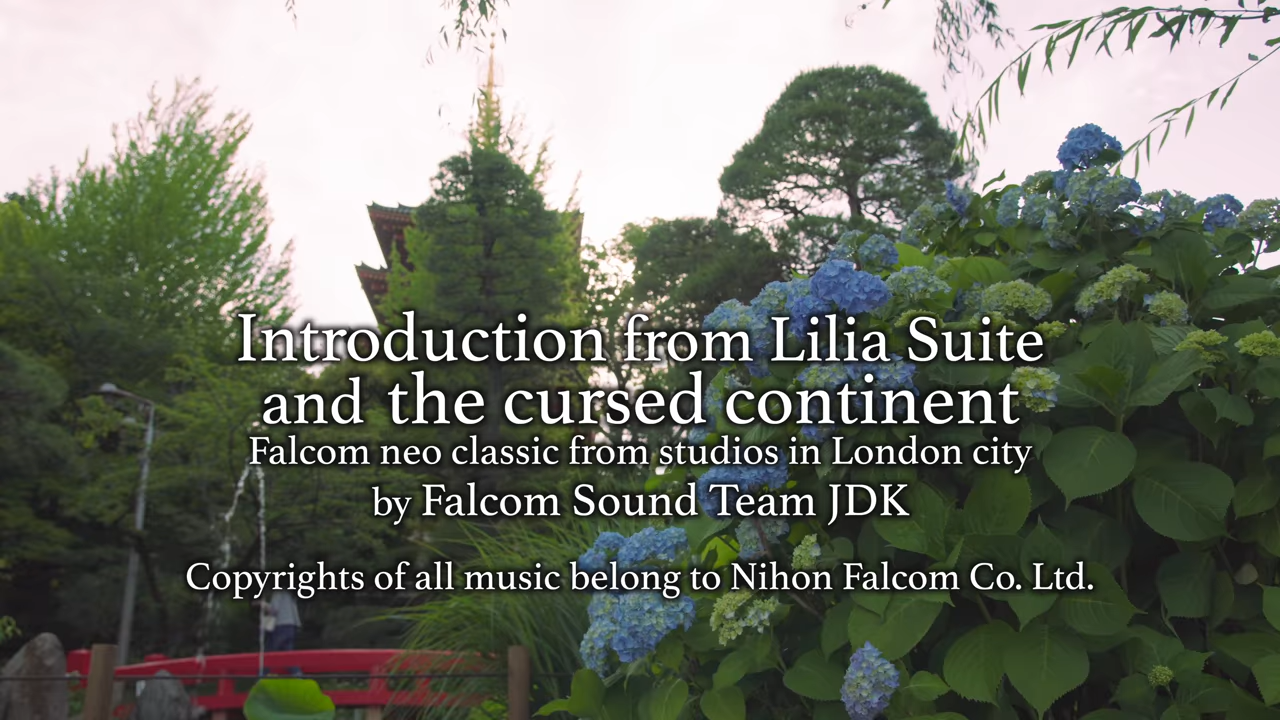 Introduction from Lilia Suite
and the cursed continent
Falcom neo classic from studios in London city
by Falcom Sound Team JDK
Copyrights of all music belong to Nihon Falcom Co. Ltd.